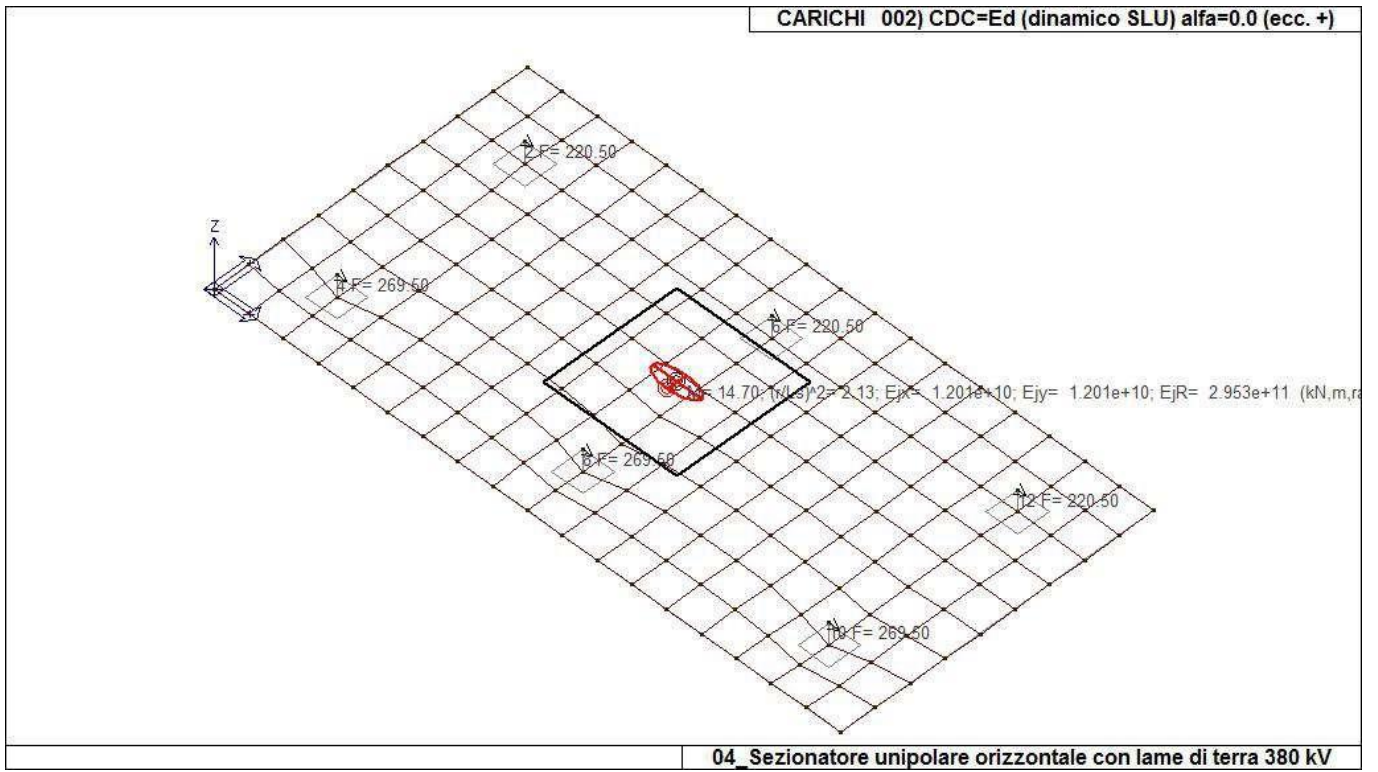 CARICHI 002) CDC=Ed (dinamico SLU) alfa=0.0 (ecc. +)
2 F= 220.50
Z
4 F= 269.50
6 F= 220.50
14.70; (r/Ls)^2= 2.13; Ejx= 1.201e+10; Ejy= 1.201e+10; EjR= 2.953e+11 (kN,m,ra
8 F= 269.50
12 F= 220.50
10 F= 269.50
04_Sezionatore unipolare orizzontale con lame di terra 380 kV